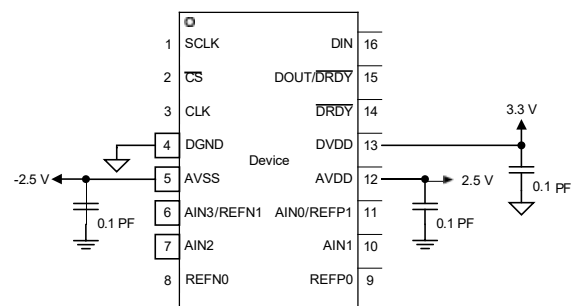 1 SCLK DIN 16
2 CS DOUT/DRDY 15
3 CLK DRDY 14
3.3 V
4 DGND DVDD 13
Device
-2.5 V 5 AVSS AVDD 12 2.5 V
0.1 PF
6 AIN3/REFN1 AIN0/REFP1 11
0.1 PF 0.1 PF
7 AIN2 AIN1 10
8 REFN0 REFP0 9